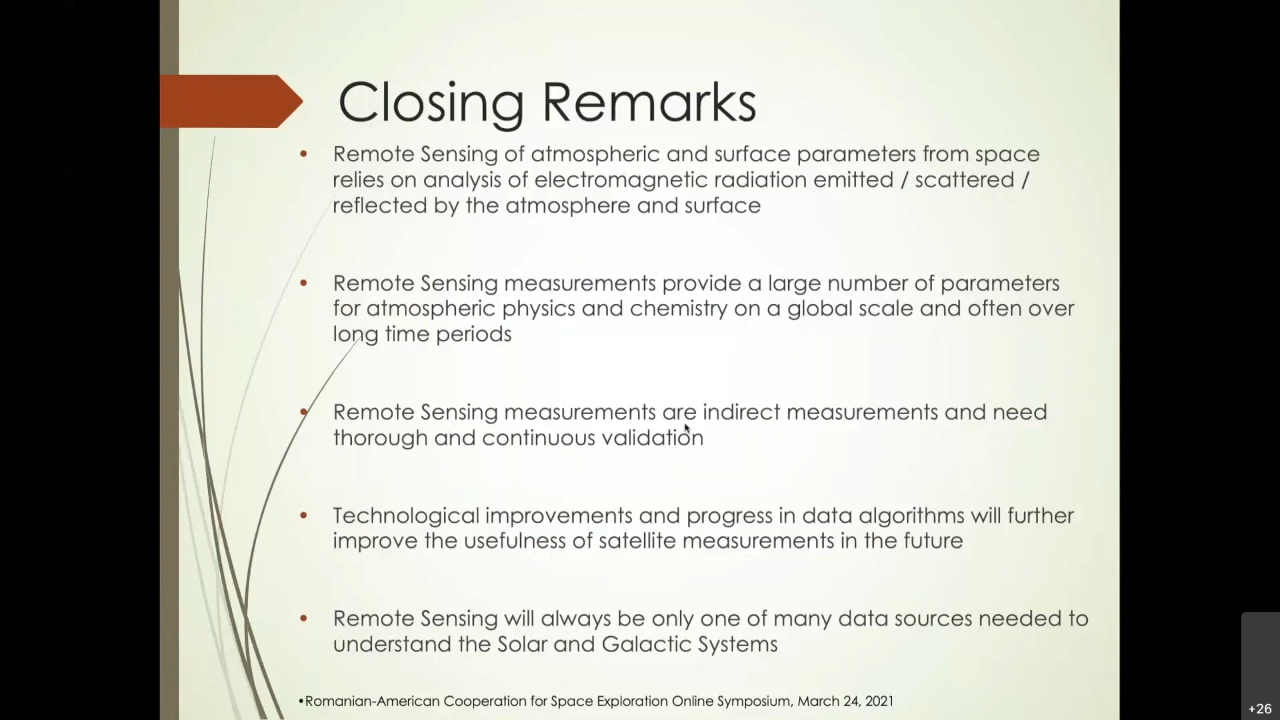 Closing Remarks
• Remote Sensing of atmospheric and surface parameters from space
relies on analysis of electromagnetic radiation emitted / scattered /
reflected by the atmosphere and surface
• Remote Sensing measurements provide a large number of parameters
for atmospheric physics and chemistry on a global scale and often over
long time periods
• Remote Sensing measurements are indirect measurements and need
thorough and continuous validation
• Technological improvements and progress in data algorithms will further
improve the usefulness of satellite measurements in the future
• Remote Sensing will always be only one of many data sources needed to
understand the Solar and Galactic Systems
•Romanian-American Cooperation for Space Exploration Online Symposium, March 24, 2021
+26